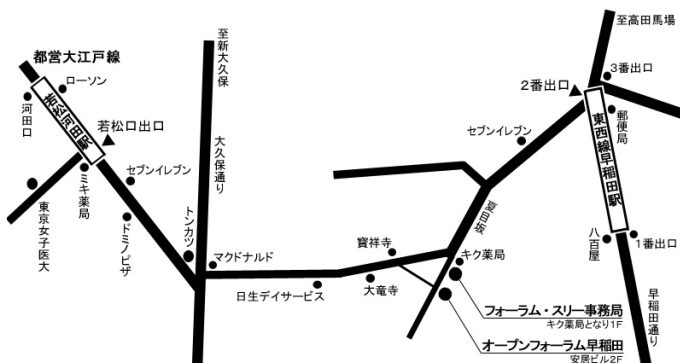 都営大江戸線
ローソン
河田口
若松河田駅
若松口出口
ミキ薬局
東京女子医大
セブンイレブン
ドミノピザ
トンカツ
至新大久保
大久保通り
マクドナルド
日生デイサービス
寶祥寺
大竜寺
キク薬局
夏目坂
セブンイレブン
2番出口
至高田馬場
3番出口
郵便局
東西線早稲田駅
八百屋
1番出口
早稲田通り
フォーラム・スリー事務局
キク薬局となり1F
オープンフォーラム早稲田
安居ビル2F